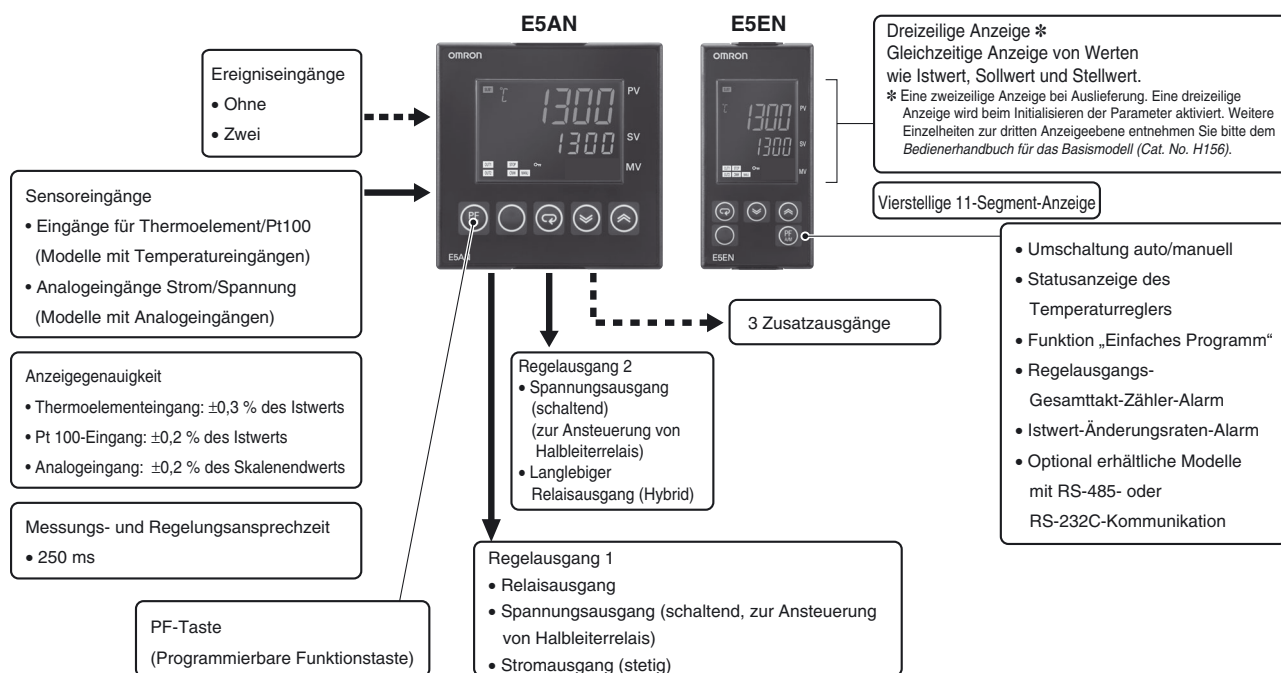 E5AN
E5EN
Ereigniseingänge
• Ohne
• Zwei
Sensoreingänge
• Eingänge für Thermoelement/Pt100
(Modelle mit Temperatureingängen)
• Analogeingänge Strom/Spannung
(Modelle mit Analogeingängen)
Anzeigegenauigkeit
• Thermoelementeingang: ±0,3 % des Istwerts
• Pt 100-Eingang: ±0,2 % des Istwerts
• Analogeingang: ±0,2 % des Skalenendwerts
Messungs- und Regelungsansprechzeit
• 250 ms
PF-Taste
(Programmierbare Funktionstaste)
OMRON
°C
1300
PV
1300
SV
MV
PF
E5AN
OMRON
1300
PV
1300
SV
MV
PF
E5EN
Dreizeilige Anzeige ✻
Gleichzeitige Anzeige von Werten
wie Istwert, Sollwert und Stellwert.
✻ Eine zweizeilige Anzeige bei Auslieferung. Eine dreizeilige
Anzeige wird beim Initialisieren der Parameter aktiviert. Weitere
Einzelheiten zur dritten Anzeigeebene entnehmen Sie bitte dem
Bedienerhandbuch für das Basismodell (Cat. No. H156).
Vierstellige 11-Segment-Anzeige
• Umschaltung auto/manuell
• Statusanzeige des
Temperaturreglers
• Funktion „Einfaches Programm“
• Regelausgangs-
Gesamttakt-Zähler-Alarm
• Istwert-Änderungsraten-Alarm
• Optional erhältliche Modelle
mit RS-485- oder
RS-232C-Kommunikation
3 Zusatzausgänge
Regelausgang 2
• Spannungsausgang
(schaltend)
(zur Ansteuerung von
Halbleiterrelais)
• Langlebiger
Relaisausgang (Hybrid)
Regelausgang 1
• Relaisausgang
• Spannungsausgang (schaltend, zur Ansteuerung
von Halbleiterrelais)
• Stromausgang (stetig)